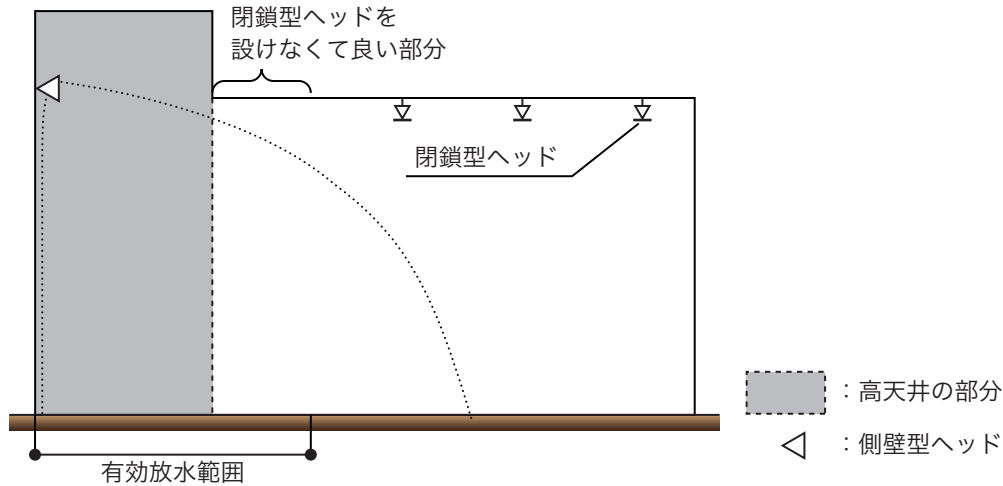 閉鎖型ヘッドを
設けなくて良い部分
閉鎖型ヘッド
：高天井の部分
：側壁型ヘッド
有効放水範囲